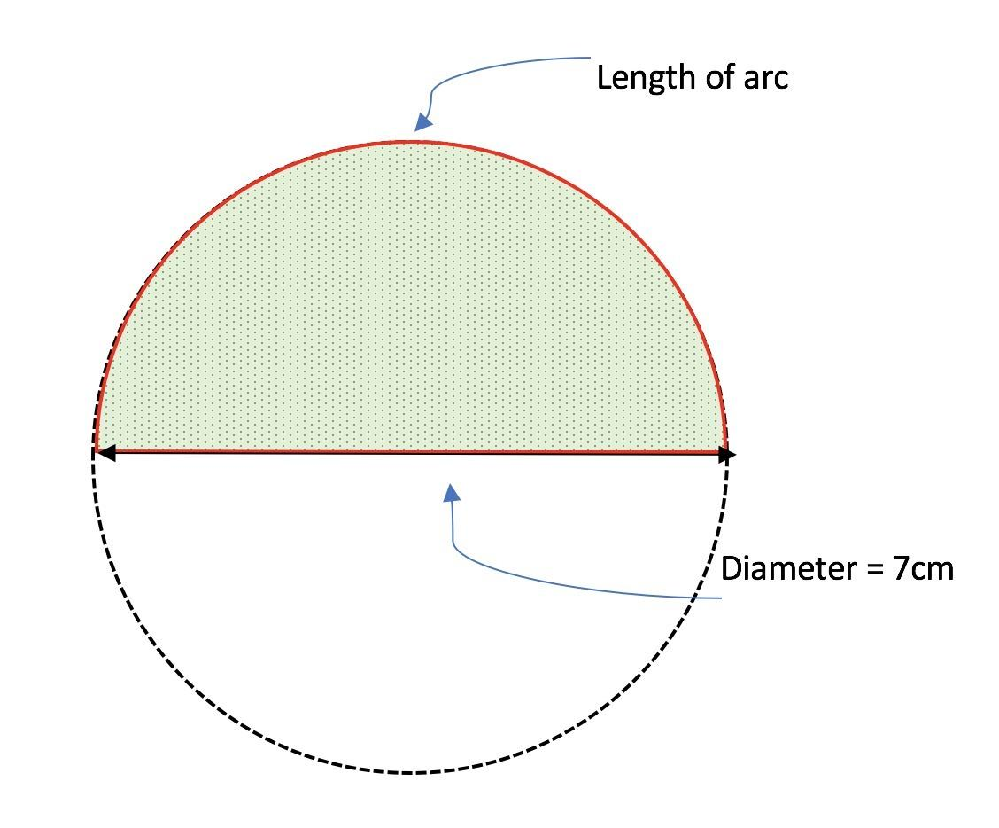 Length of arc
Diameter = 7cm